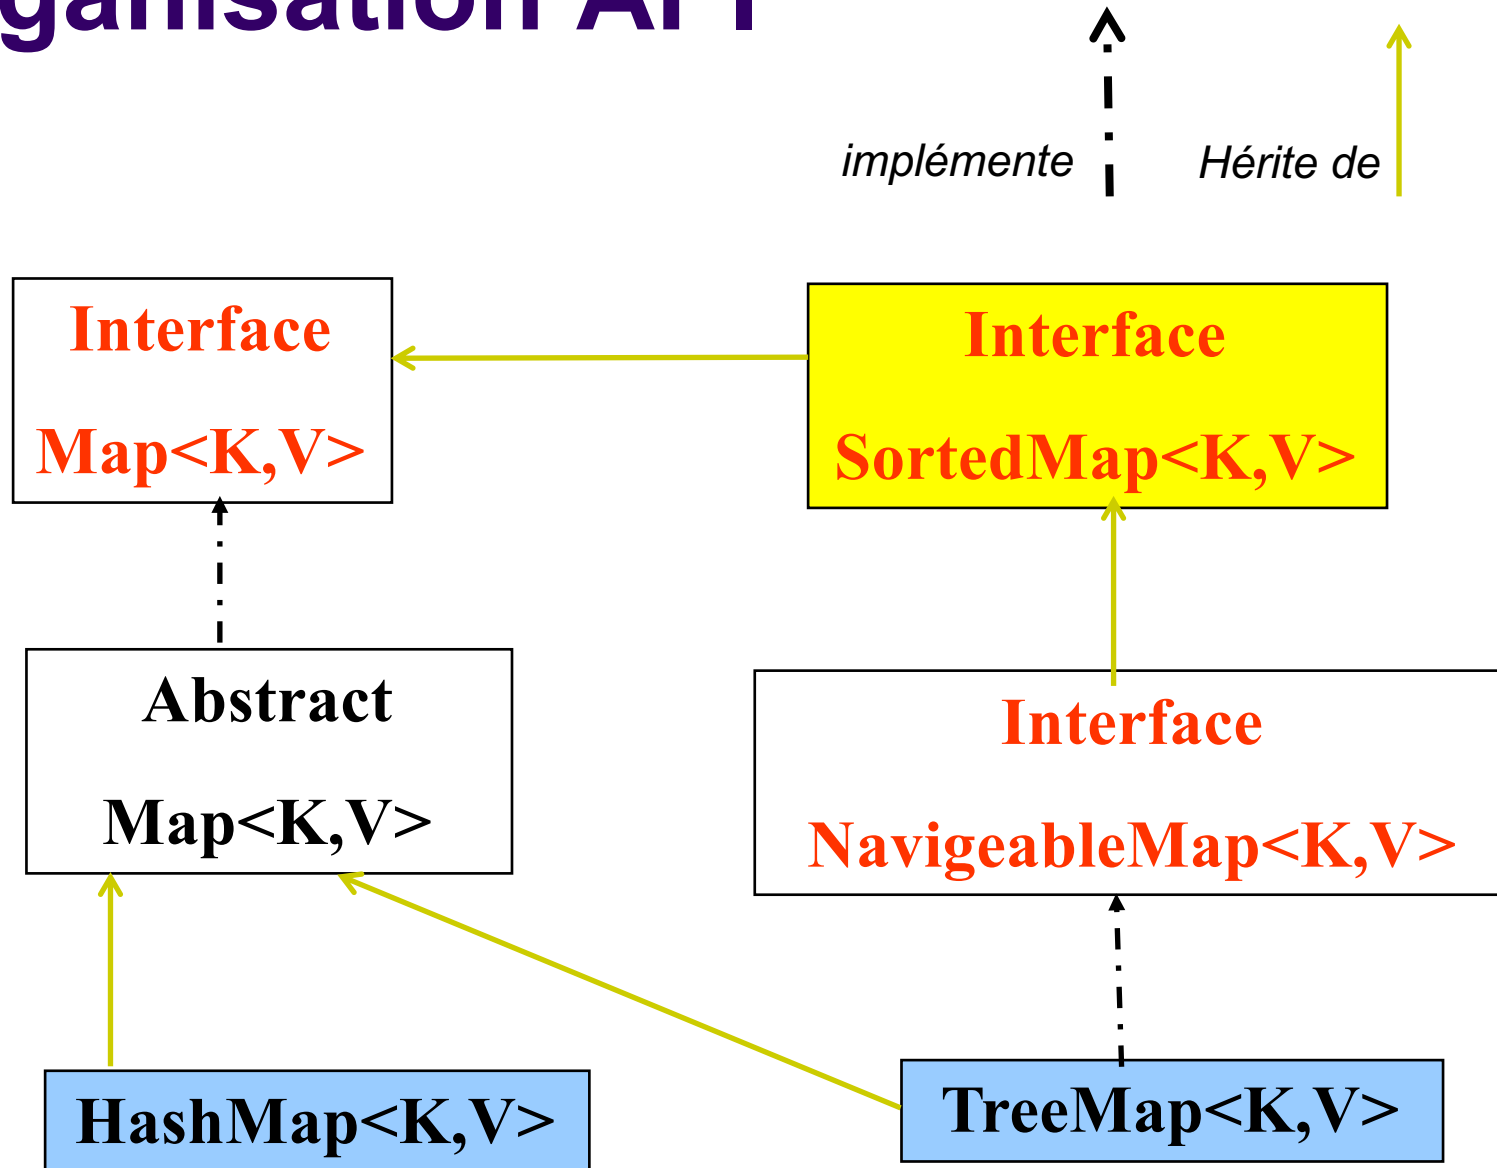 ganisation API
implémente
Hérite de
Interface
Map<K,V>
Interface
SortedMap<K,V>
Abstract
Map<K,V>
Interface
NavigeableMap<K,V>
HashMap<K,V>
TreeMap<K,V>